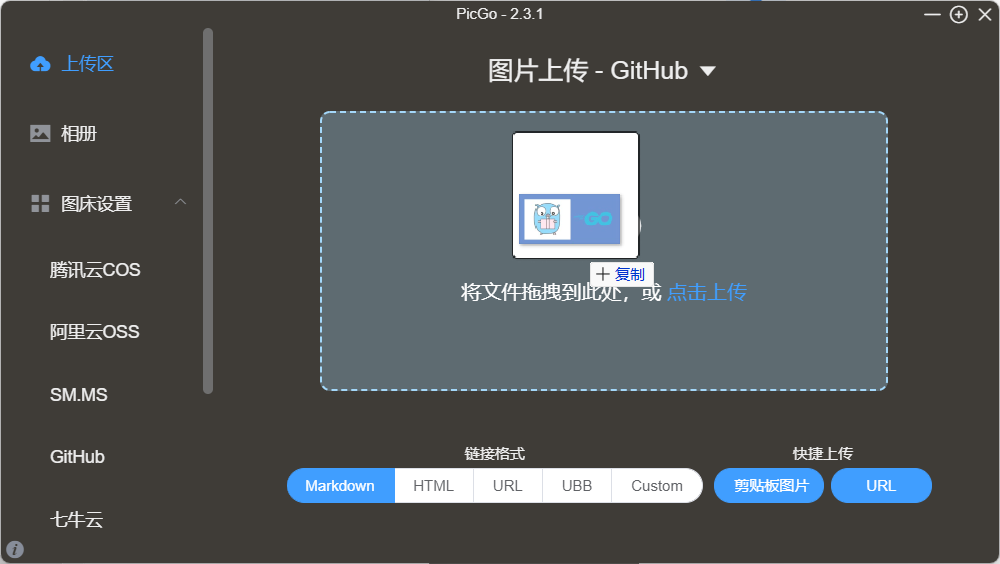 PicGo - 2.3.1
上传区
相册
图床设置
腾讯云COS
阿里云OSS
SM.MS
GitHub
七牛云
图片上传 - GitHub
GO
复制
将文件拖拽到此处，或 点击上传
链接格式
Markdown HTML URL UBB Custom
快捷上传
剪贴板图片 URL